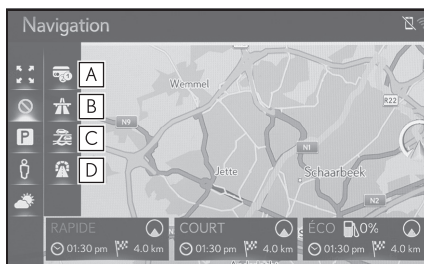 Navigation
A
B
C
D
P
Wemmel
R22
N9
N1
Jette
Schaarbeek
N2
RAPIDE
COURT
ÉCO 0%
01:30 pm 4.0 km
01:30 pm 4.0 km
01:30 pm 4.0 km